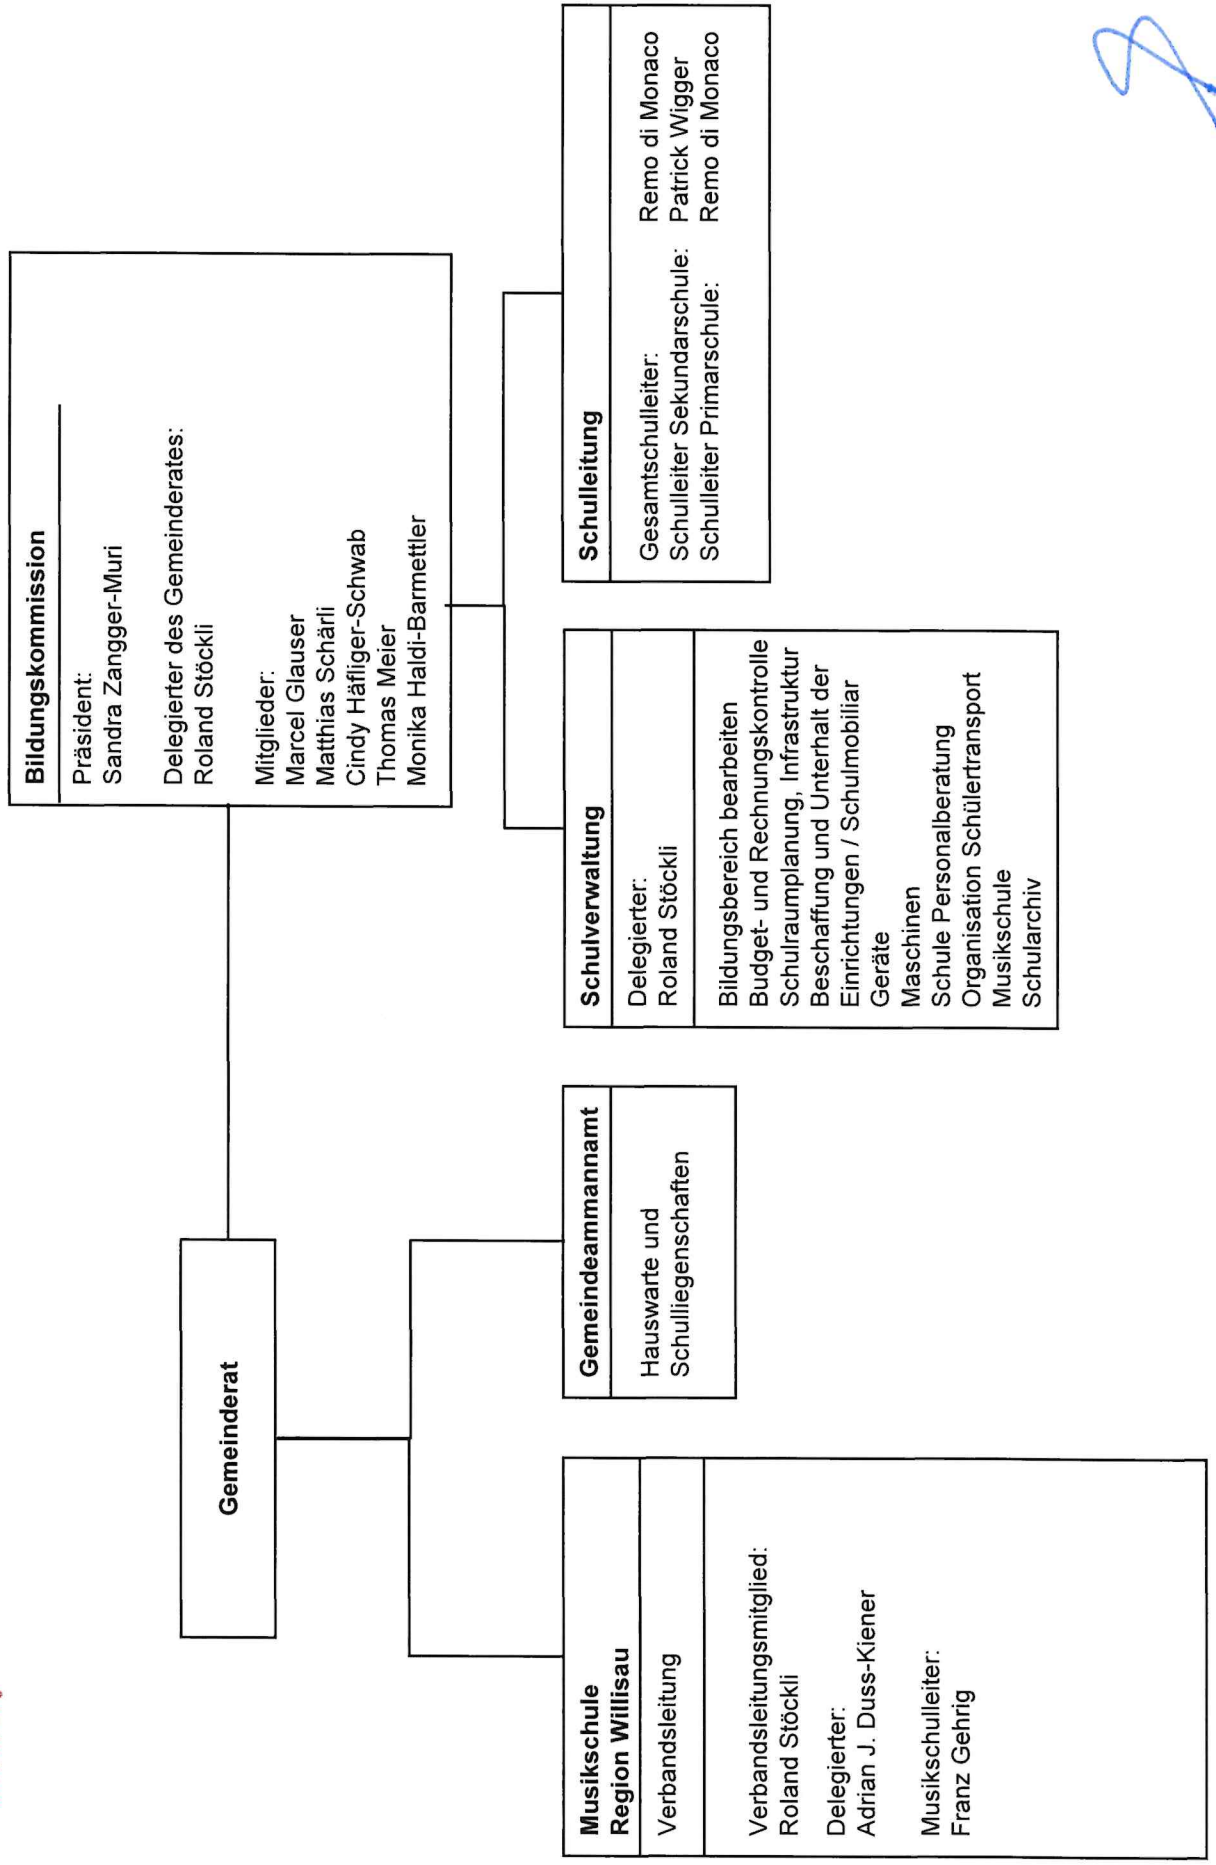 Gemeinderat
Bildungskommission
Präsident:
Sandra Zangger-Muri
Delegierter des Gemeinderates:
Roland Stöckli
Mitglieder:
Marcel Glauser
Matthias Schärli
Cindy Häfliger-Schwab
Thomas Meier
Monika Haldi-Barmettler
Musikschule
Region Willisau
Verbandsleitung
Verbandsleitungsmitglied:
Roland Stöckli
Delegierter:
Adrian J. Duss-Kiener
Musikschulleiter:
Franz Gehrig
Gemeindeammannamt
Hauswarte und
Schulliegenschaften
Schulverwaltung
Delegierter:
Roland Stöckli
Bildungsbereich bearbeiten
Budget- und Rechnungskontrolle
Schulraumplanung, Infrastruktur
Beschaffung und Unterhalt der
Einrichtungen / Schulmobiliar
Geräte
Maschinen
Schule Personalberatung
Organisation Schülertransport
Musikschule
Schularchiv
Schulleitung
Gesamtschulleiter: Remo di Monaco
Schulleiter Sekundarschule: Patrick Wigger
Schulleiter Primarschule: Remo di Monaco